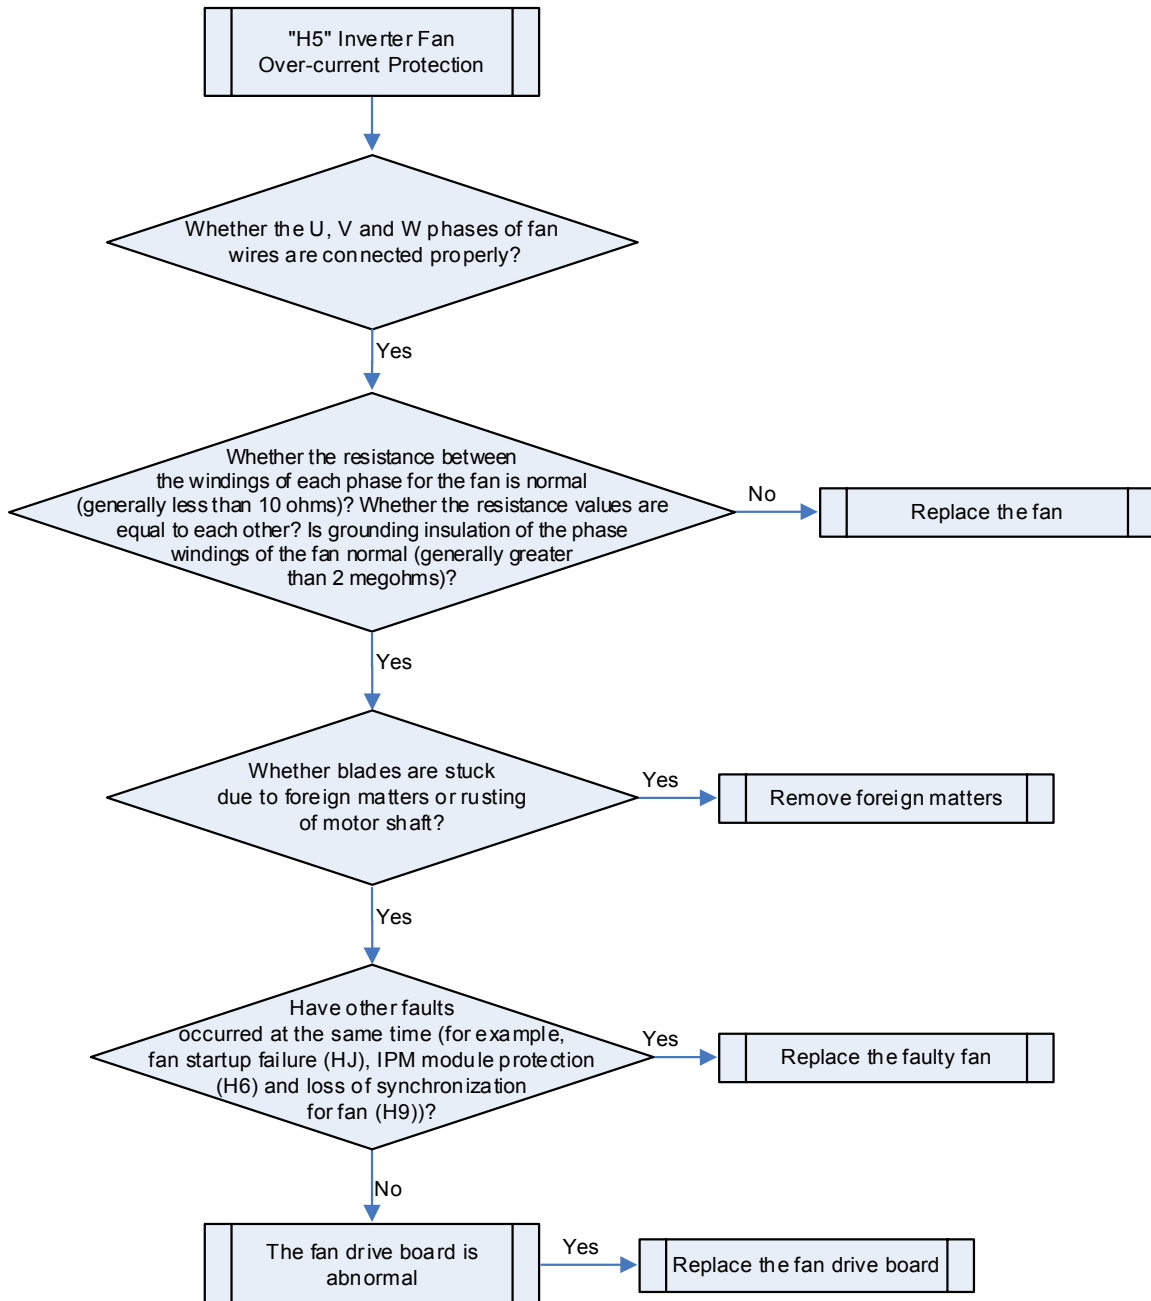 "H5" Inverter Fan
Over-current Protection
Whether the U, V and W phases of fan
wires are connected properly?
Yes
Whether the resistance between
the windings of each phase for the fan is normal
(generally less than 10 ohms)? Whether the resistance values are
equal to each other? Is grounding insulation of the phase
windings of the fan normal (generally greater
than 2 megohms)?
No
Replace the fan
Yes
Whether blades are stuck
due to foreign matters or rusting
of motor shaft?
Yes
Remove foreign matters
Yes
Have other faults
occurred at the same time (for example,
fan startup failure (HJ), IPM module protection
(H6) and loss of synchronization
for fan (H9))?
Yes
Replace the faulty fan
No
The fan drive board is
abnormal
Yes
Replace the fan drive board